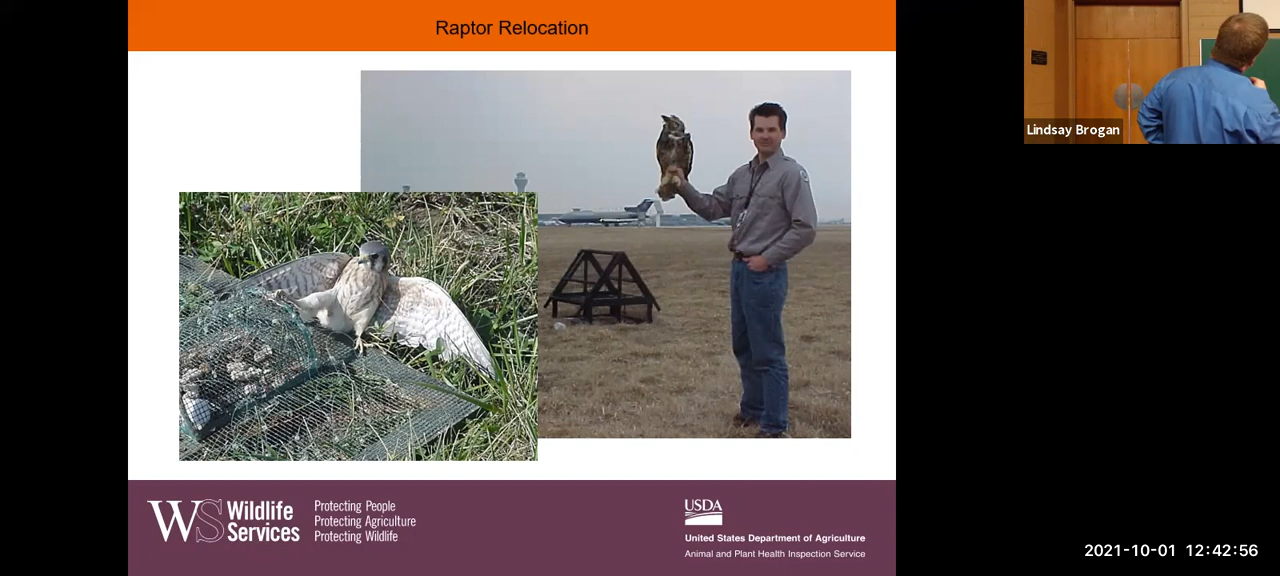 Raptor Relocation
Lindsay Brogan
WS Wildlife Services
Protecting People
Protecting Agriculture
Protecting Wildlife
USDA
United States Department of Agriculture
Animal and Plant Health Inspection Service
2021-10-01 12:42:56